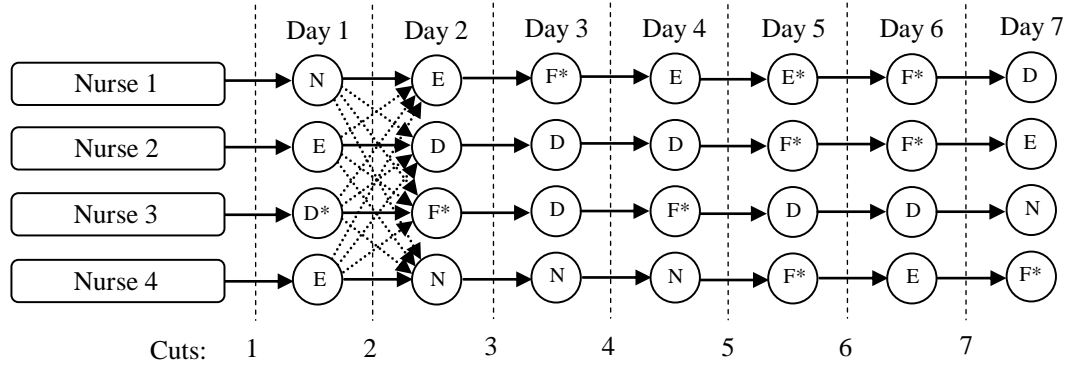 Day 1 Day 2 Day 3 Day 4 Day 5 Day 6 Day 7
Nurse 1 N E F* E E* F* D
Nurse 2 E D D D F* F* E
Nurse 3 D* F* D F* D D N
Nurse 4 E N N N F* E F*
Cuts: 1 2 3 4 5 6 7